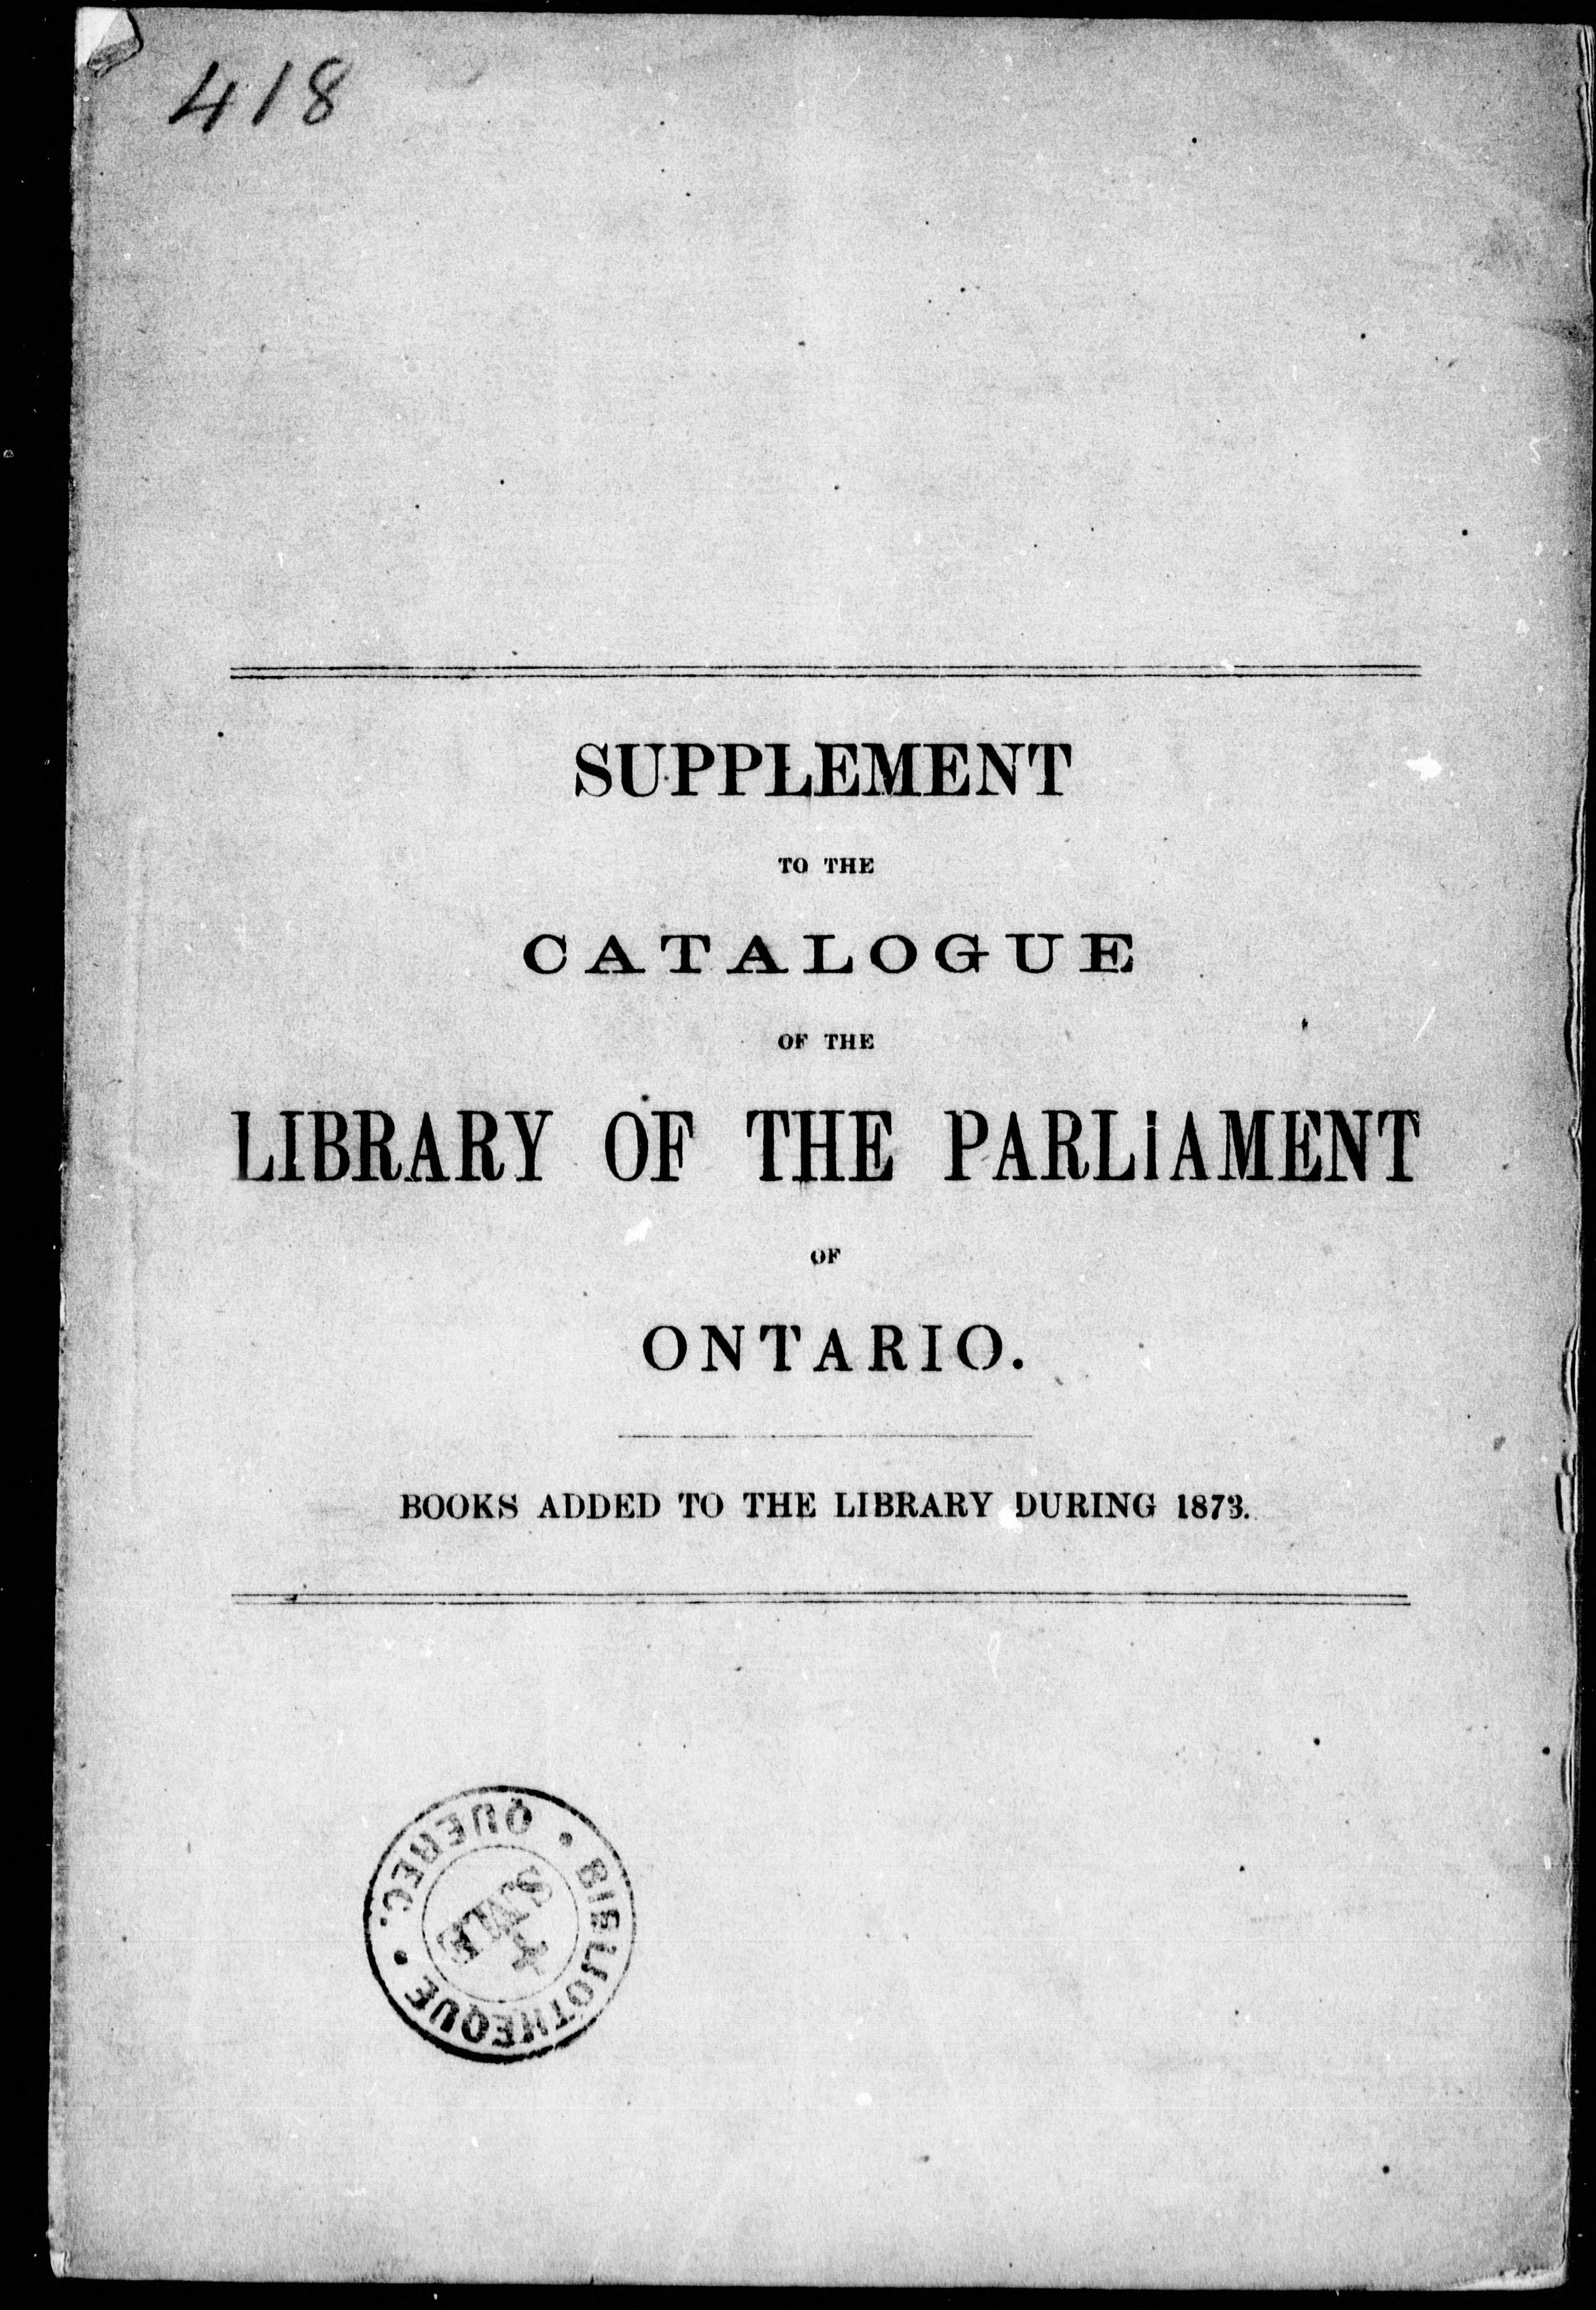 418
SUPPLEMENT
TO THE
CATALOGUE
OF THE
LIBRARY OF THE PARLIAMENT
OF
ONTARIO.
BOOKS ADDED TO THE LIBRARY DURING 1873.
BIBLIOTHEQUE
QUEBEC.
SME